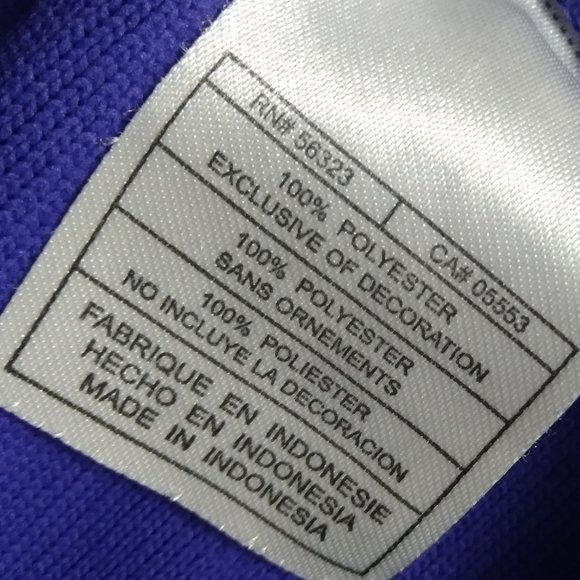 RN# 56323
CA# 05553
100% POLYESTER
EXCLUSIVE OF DECORATION
100% POLYESTER
SANS ORNEMENTS
100% POLIESTER
NO INCLUYE LA DECORACION
FABRIQUE EN INDONESIE
HECHO EN INDONESIA
MADE IN INDONESIA